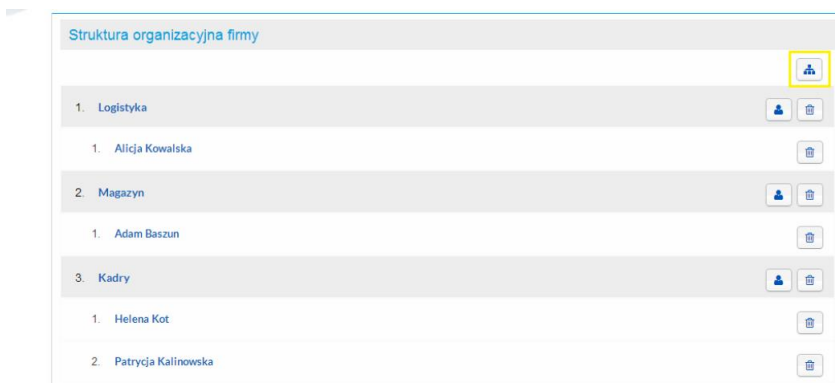 Struktura organizacyjna firmy
1. Logistyka
1. Alicja Kowalska
2. Magazyn
1. Adam Baszun
3. Kadry
1. Helena Kot
2. Patrycja Kalinowska